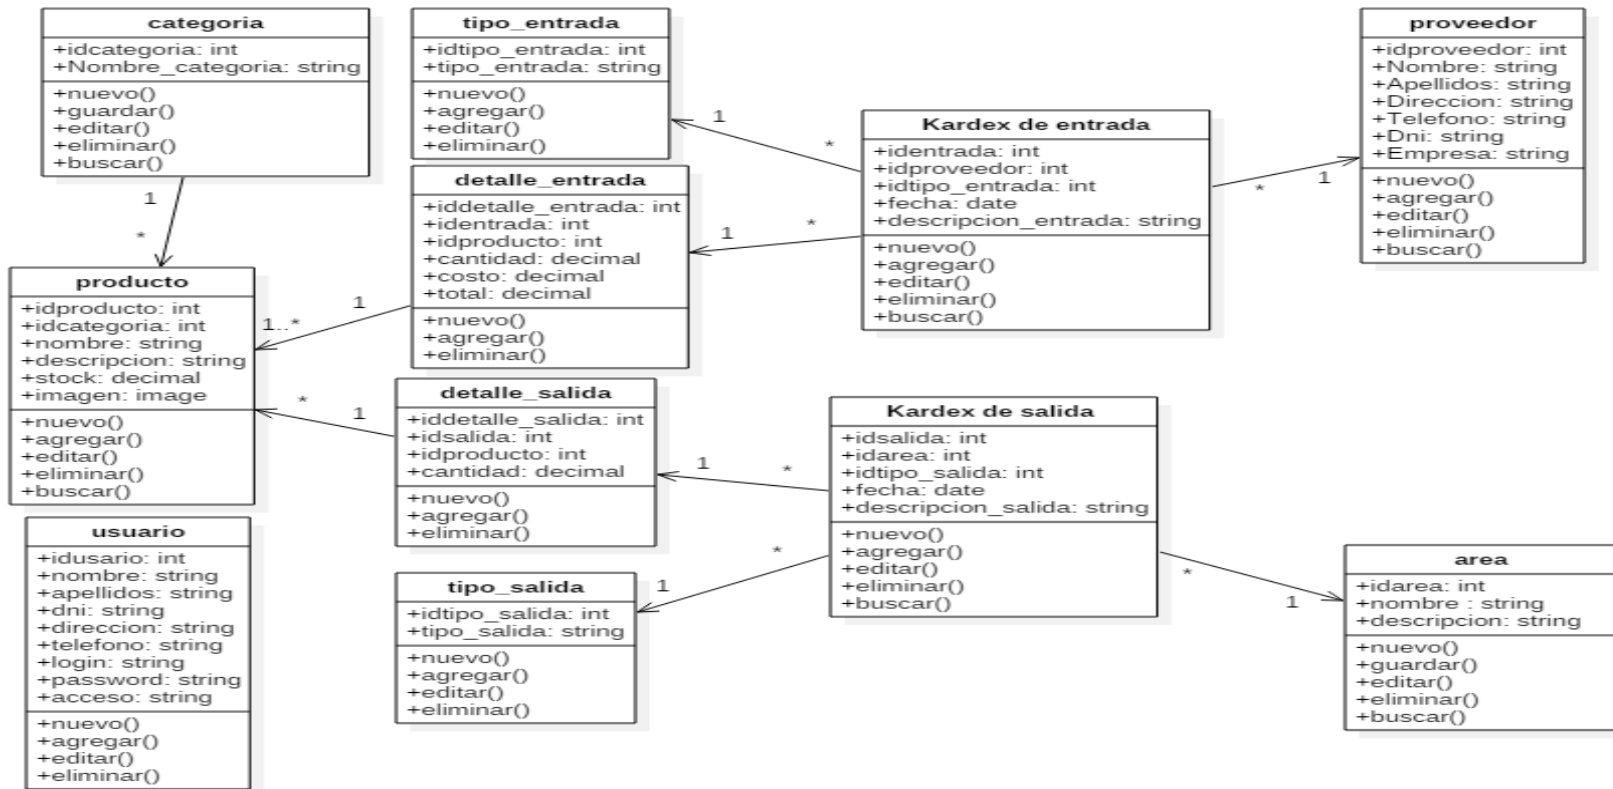 categoria
+idcategoria: int
+Nombre_categoria: string
+nuevo()
+guardar()
+editar()
+eliminar()
+buscar()
1
*
producto
+idproducto: int
+idcategoria: int
+nombre: string
+descripcion: string
+stock: decimal
+imagen: image
+nuevo()
+agregar()
+editar()
+eliminar()
+buscar()
usuario
+idusario: int
+nombre: string
+apellidos: string
+dni: string
+direccion: string
+telefono: string
+login: string
+password: string
+acceso: string
+nuevo()
+agregar()
+editar()
+eliminar()
tipo_entrada
+idtipo_entrada: int
+tipo_entrada: string
+nuevo()
+agregar()
+editar()
+eliminar()
1
*
detalle_entrada
+iddetalle_entrada: int
+identrada: int
+idproducto: int
+cantidad: decimal
+costo: decimal
+total: decimal
+nuevo()
+agregar()
+eliminar()
1
*
1
1..*
detalle_salida
+iddetalle_salida: int
+idsalida: int
+idproducto: int
+cantidad: decimal
+nuevo()
+agregar()
+eliminar()
*
1
1
*
tipo_salida
+idtipo_salida: int
+tipo_salida: string
+nuevo()
+agregar()
+editar()
+eliminar()
*
1
Kardex de entrada
+identrada: int
+idproveedor: int
+idtipo_entrada: int
+fecha: date
+descripcion_entrada: string
+nuevo()
+agregar()
+editar()
+eliminar()
+buscar()
*
1
Kardex de salida
+idsalida: int
+idarea: int
+idtipo_salida: int
+fecha: date
+descripcion_salida: string
+nuevo()
+agregar()
+editar()
+eliminar()
+buscar()
*
1
proveedor
+idproveedor: int
+Nombre: string
+Apellidos: string
+Direccion: string
+Telefono: string
+Dni: string
+Empresa: string
+nuevo()
+agregar()
+editar()
+eliminar()
+buscar()
area
+idarea: int
+nombre : string
+descripcion: string
+nuevo()
+guardar()
+editar()
+eliminar()
+buscar()